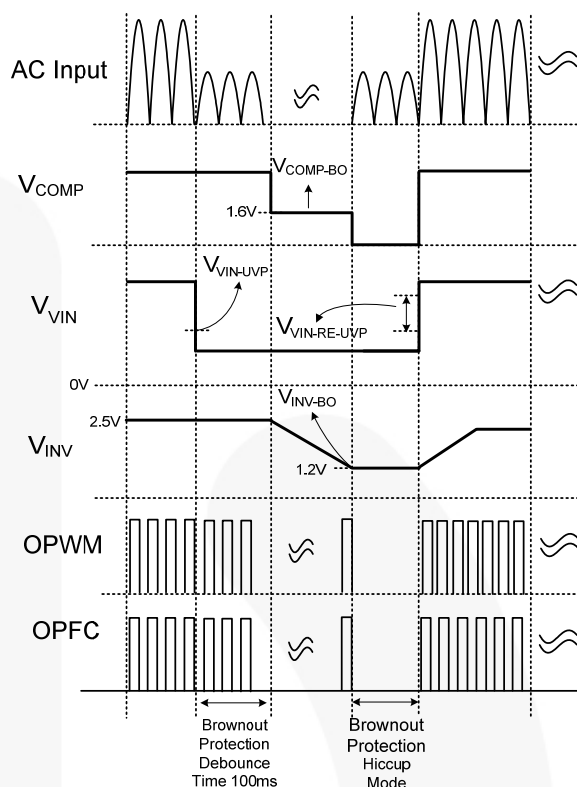 AC Input
VCOMP
VCOMP-BO
1.6V
VVIN-UVP
VVIN
VVIN-RE-UVP
0V
VINV-BO
2.5V
VINV
1.2V
OPWM
OPFC
Brownout
Protection
Debounce
Time 100ms
Brownout
Protection
Hiccup
Mode